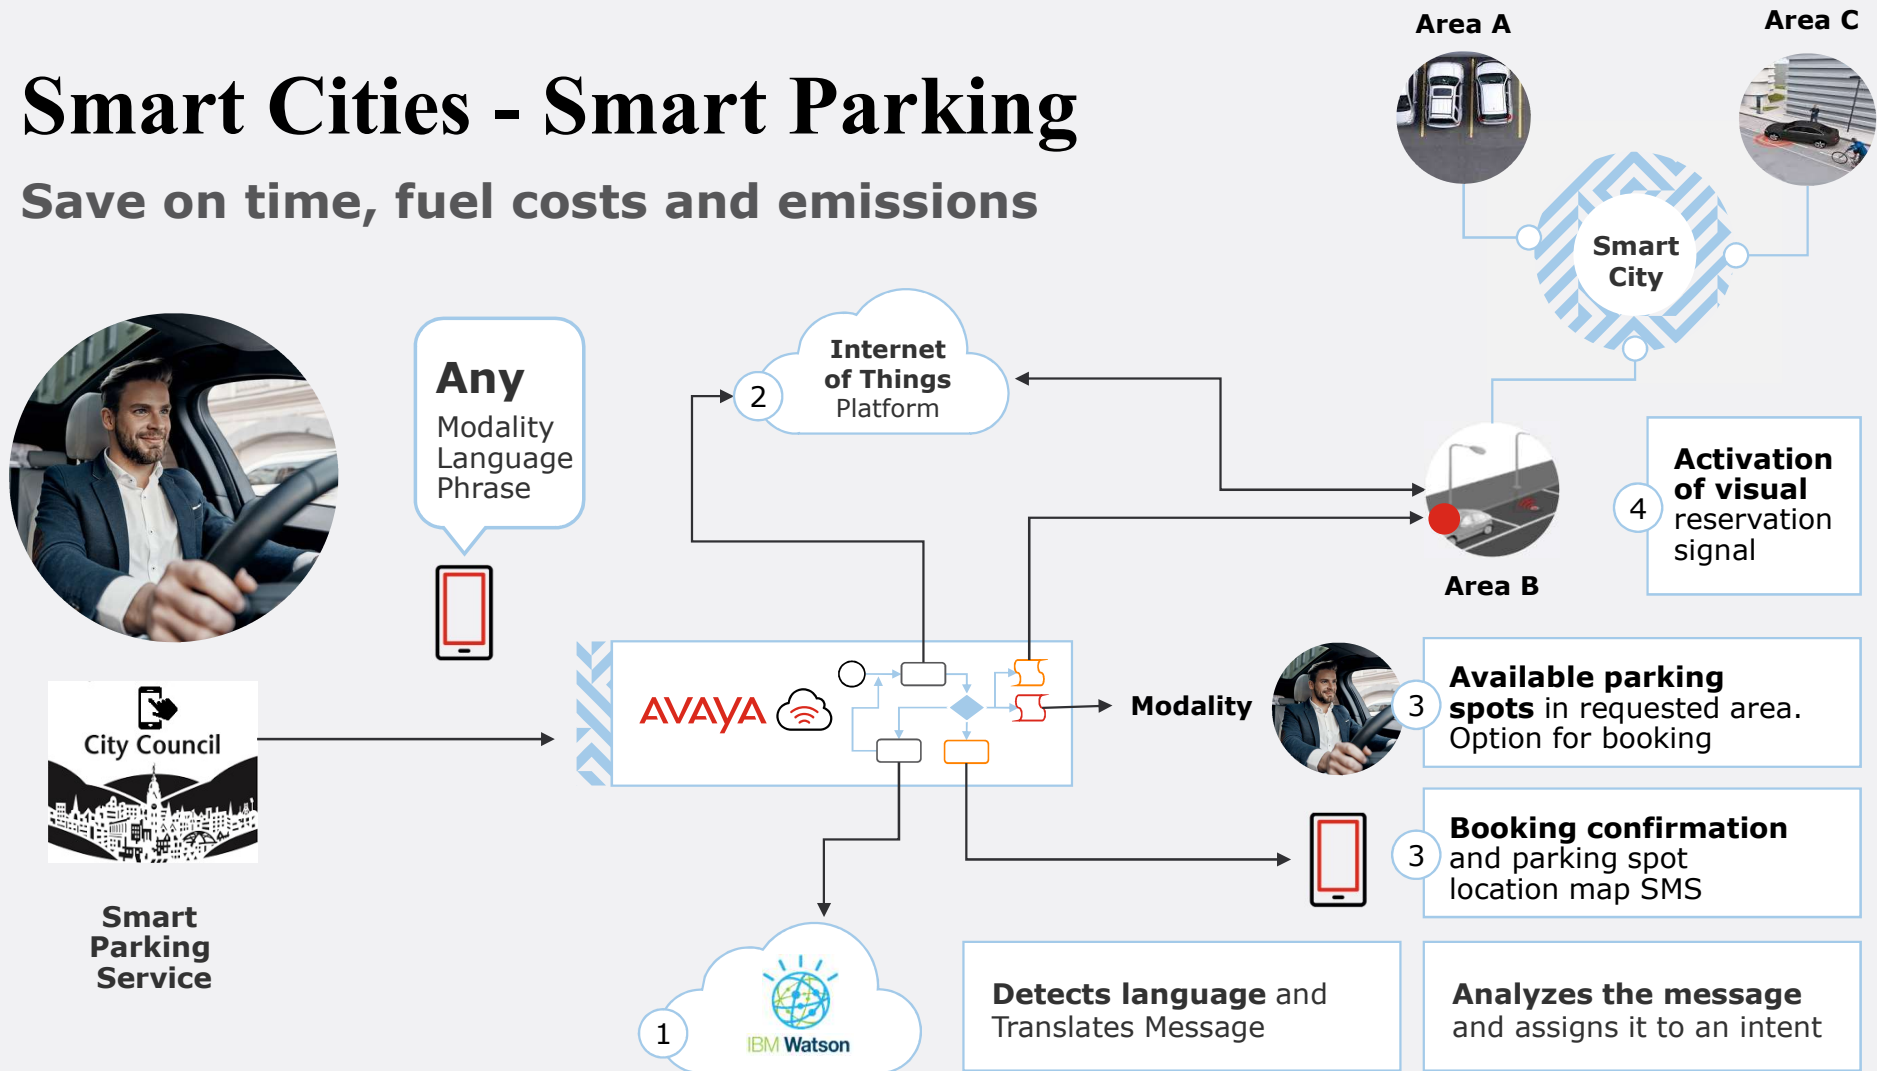 Smart Cities - Smart Parking
Save on time, fuel costs and emissions
Area A
Area C
Smart
City
Any
Modality
Language
Phrase
2
Internet
of Things
Platform
Area B
4
Activation
of visual
reservation
signal
City Council
Smart
Parking
Service
AVAYA
Modality
3
Available parking
spots in requested area.
Option for booking
3
Booking confirmation
and parking spot
location map SMS
1
IBM Watson
Detects language and
Translates Message
Analyzes the message
and assigns it to an intent